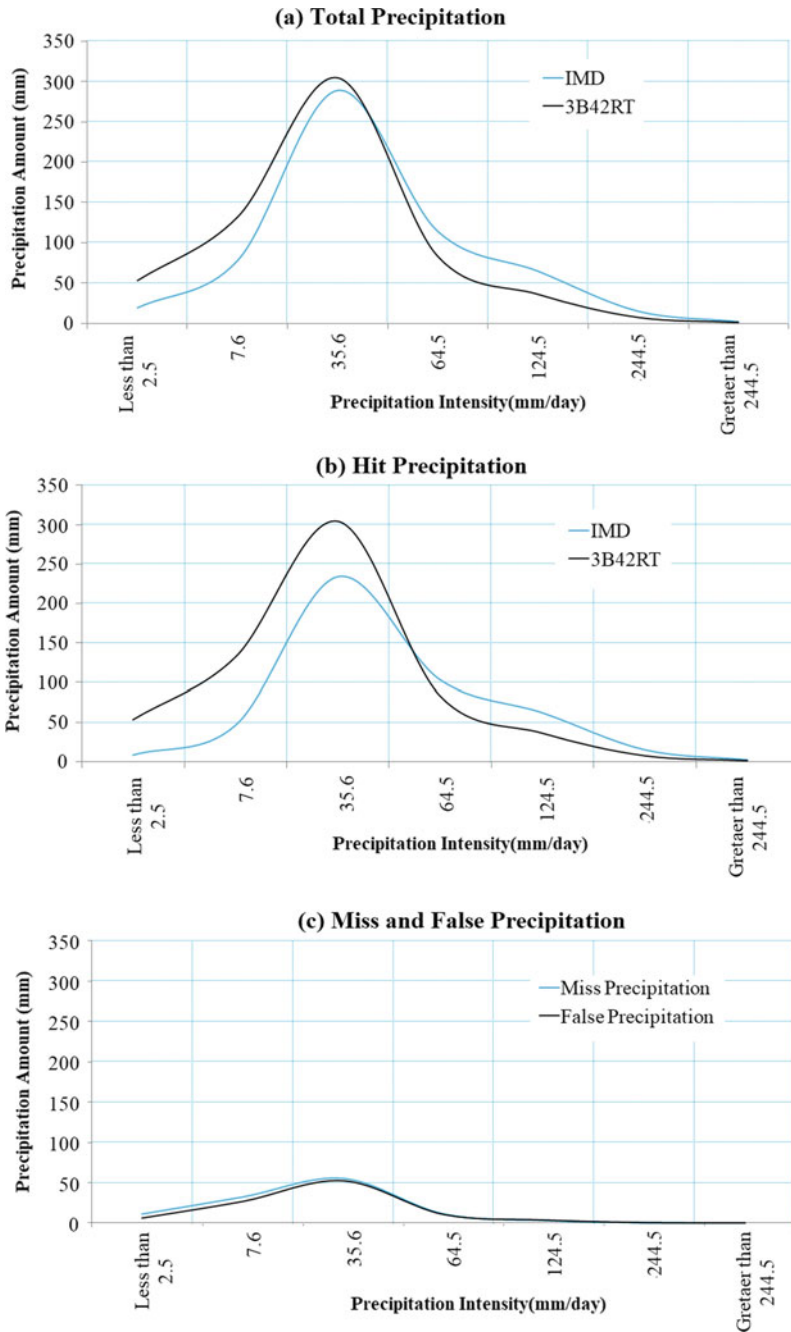 (a) Total Precipitation
350
300
250
200
150
100
50
0
Precipitation Amount (mm)
IMD
3B42RT
Less than
2.5
7.6
35.6
64.5
124.5
244.5
Gretaer than
244.5
Precipitation Intensity(mm/day)
(b) Hit Precipitation
350
300
250
200
150
100
50
0
Precipitation Amount (mm)
IMD
3B42RT
Less than
2.5
7.6
35.6
64.5
124.5
244.5
Gretaer than
244.5
Precipitation Intensity(mm/day)
(c) Miss and False Precipitation
350
300
250
200
150
100
50
0
Precipitation Amount (mm)
Miss Precipitation
False Precipitation
Less than
2.5
7.6
35.6
64.5
124.5
244.5
Gretaer than
244.5
Precipitation Intensity(mm/day)